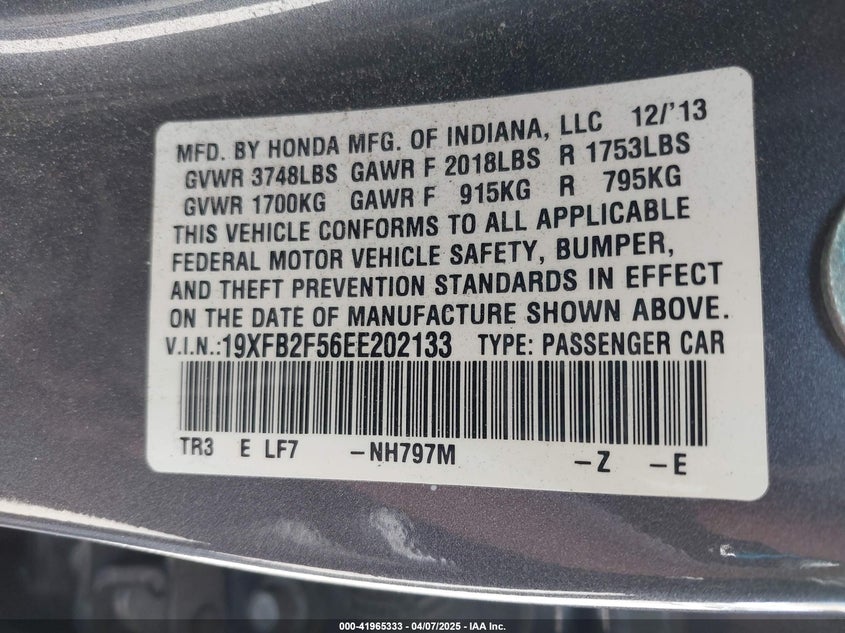 MFD. BY HONDA MFG. OF INDIANA, LLC 12/'13
GVWR 3748LBS GAWR F 2018LBS R 1753LBS
GVWR 1700KG GAWR F 915KG R 795KG
THIS VEHICLE CONFORMS TO ALL APPLICABLE
FEDERAL MOTOR VEHICLE SAFETY, BUMPER,
AND THEFT PREVENTION STANDARDS IN EFFECT
ON THE DATE OF MANUFACTURE SHOWN ABOVE.
V.I.N.:19XFB2F56EE202133 TYPE: PASSENGER CAR
TR3 E LF7 -NH797M -Z -E
000-41965333 - 04/07/2025 - IAA Inc.